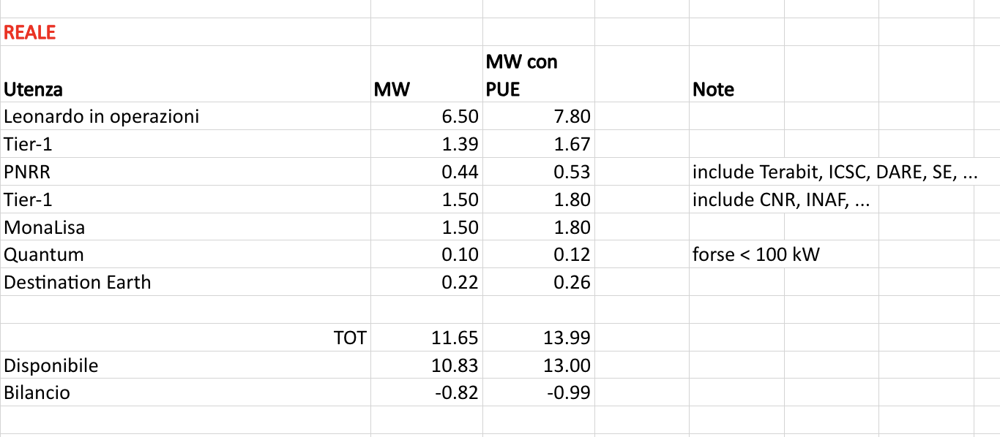 REALE
Utenza MW MW con PUE Note
Leonardo in operazioni 6.50 7.80
Tier-1 1.39 1.67
PNRR 0.44 0.53 include Terabit, ICSC, DARE, SE, ...
Tier-1 1.50 1.80 include CNR, INAF, ...
MonaLisa 1.50 1.80
Quantum 0.10 0.12 forse < 100 kW
Destination Earth 0.22 0.26
TOT 11.65 13.99
Disponibile 10.83 13.00
Bilancio -0.82 -0.99